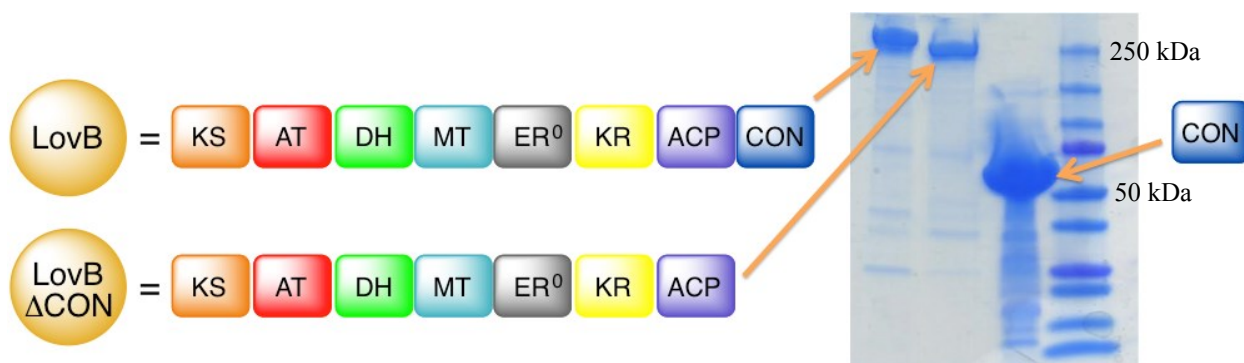 250 kDa
LovB = KS AT DH MT ER⁰ KR ACP CON
CON
50 kDa
LovB
ΔCON
= KS AT DH MT ER⁰ KR ACP